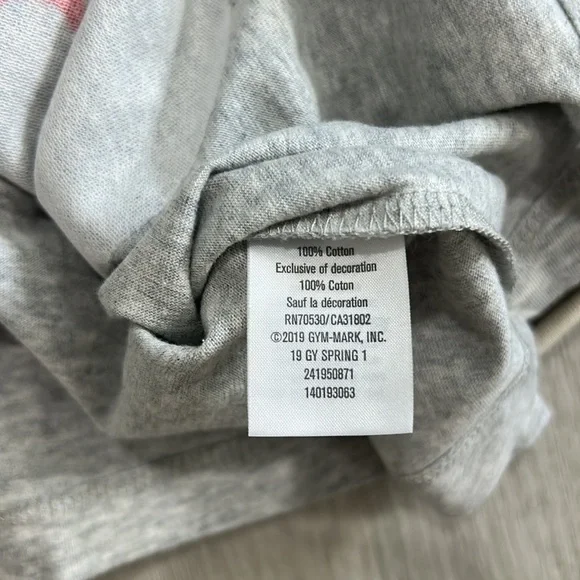 100% Cotton
Exclusive of decoration
100% Coton
Sauf la décoration
RN70530/CA31802
©2019 GYM-MARK, INC.
19 GY SPRING 1
241950871
140193063